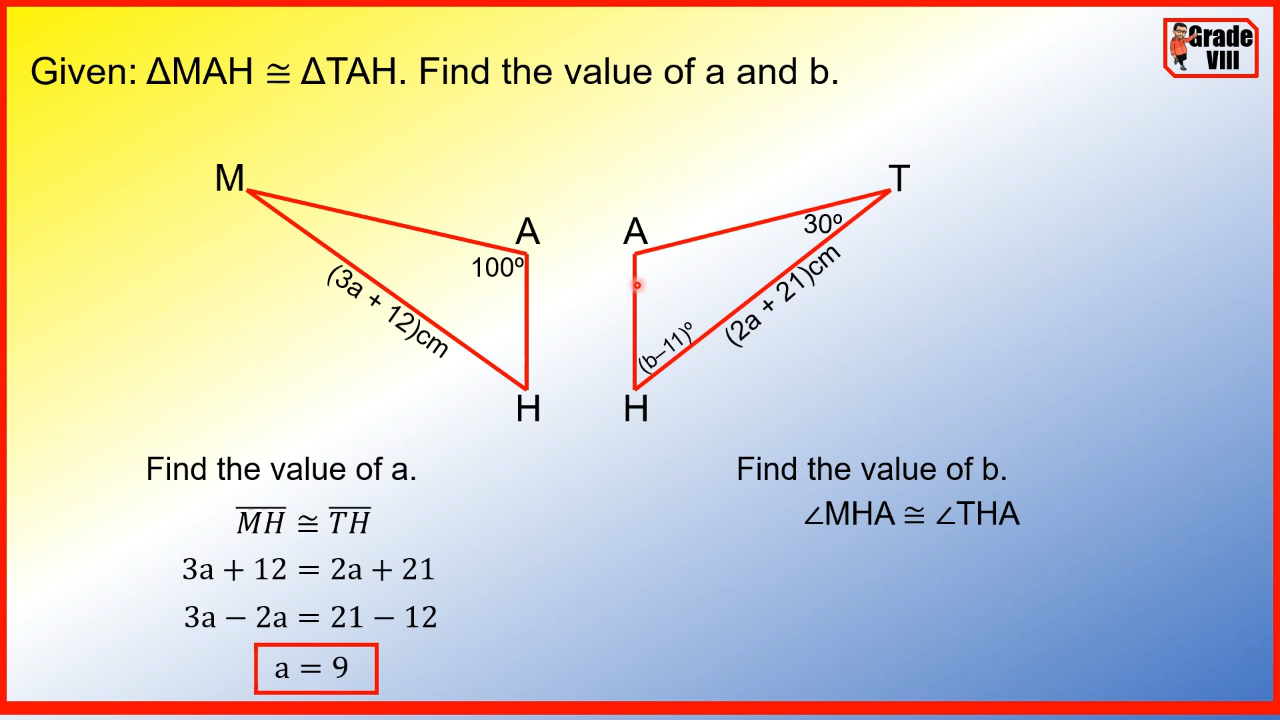 Given: ΔMAH ≅ ΔTAH. Find the value of a and b.
Grade
VIII
M
A
100º
(3a + 12)cm
H
T
A
30º
(2a + 21)cm
(b–11)º
H
Find the value of a.
MH ≅ TH
3a + 12 = 2a + 21
3a − 2a = 21 − 12
a = 9
Find the value of b.
∠MHA ≅ ∠THA